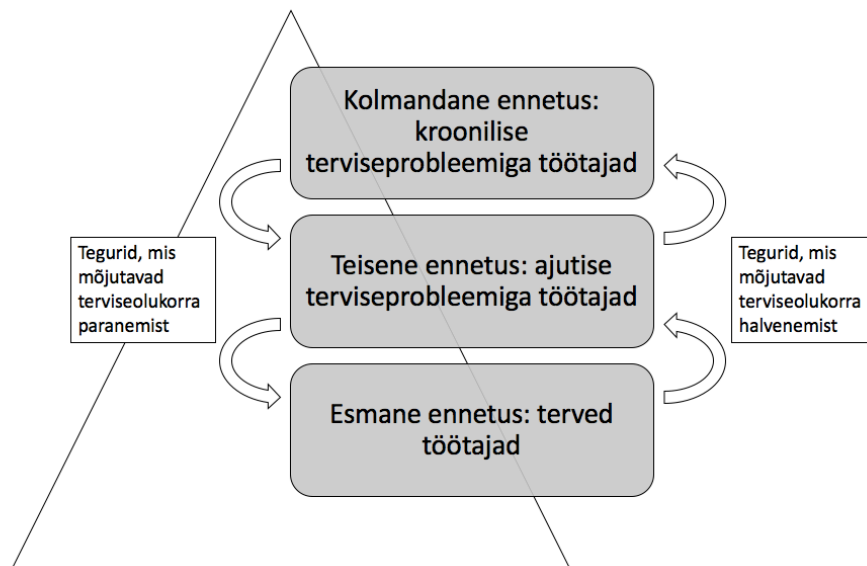 Kolmandane ennetus:
kroonilise
terviseprobleemiga töötajad
Tegurid, mis
mõjutavad
terviseolukorra
paranemist
Teisene ennetus: ajutise
terviseprobleemiga töötajad
Tegurid, mis
mõjutavad
terviseolukorra
halvenemist
Esmane ennetus: terved
töötajad